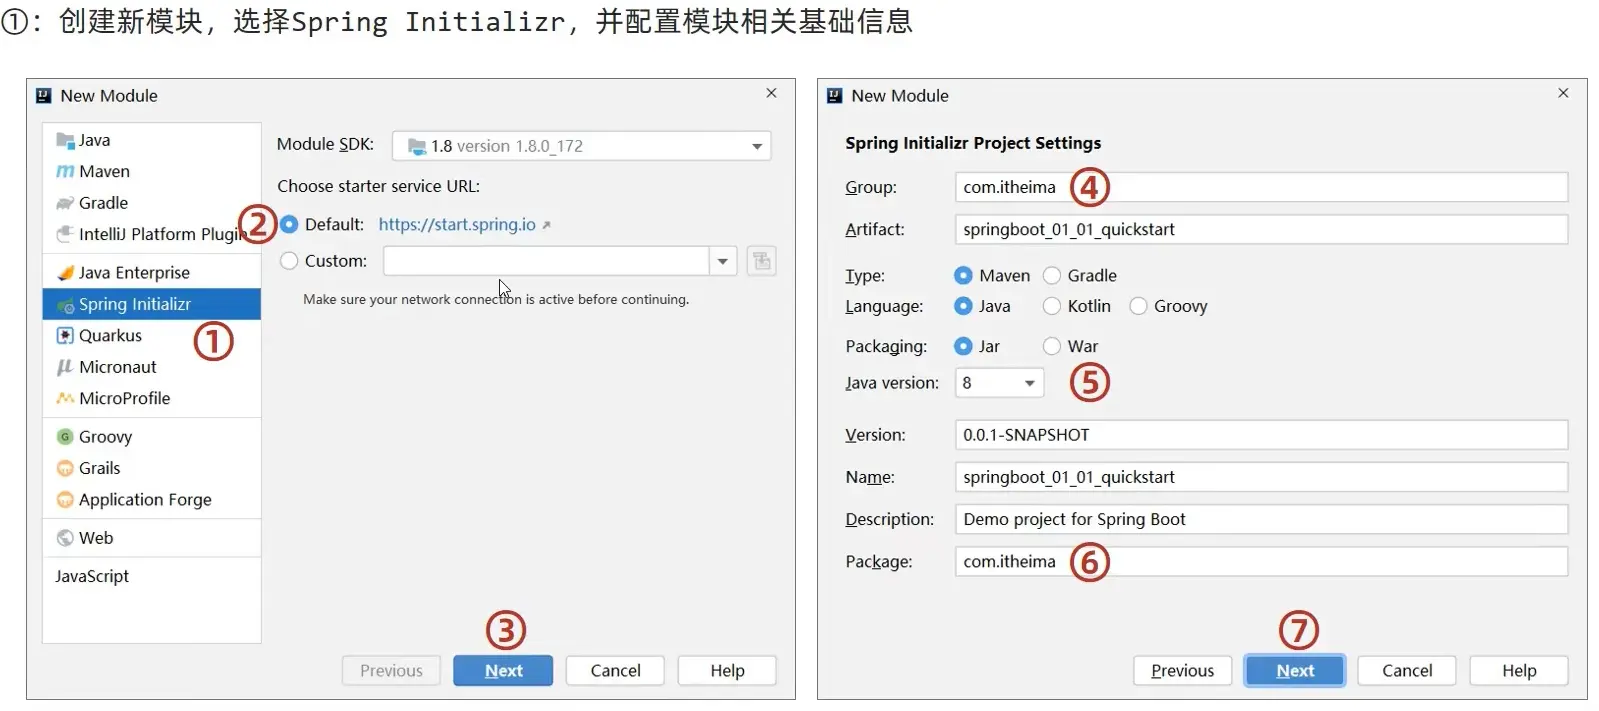 ①：创建新模块，选择Spring Initializr，并配置模块相关基础信息
New Module
Java
Maven
Gradle
IntelliJ Platform Plugin
Java Enterprise
Spring Initializr
①
Quarkus
Micronaut
MicroProfile
Groovy
Grails
Application Forge
Web
JavaScript
Module SDK: 1.8 version 1.8.0_172
Choose starter service URL:
② Default: https://start.spring.io
Custom:
Make sure your network connection is active before continuing.
③
Previous Next Cancel Help
New Module
Spring Initializr Project Settings
Group: com.itheima ④
Artifact: springboot_01_01_quickstart
Type: Maven Gradle
Language: Java Kotlin Groovy
Packaging: Jar War
Java version: 8 ⑤
Version: 0.0.1-SNAPSHOT
Name: springboot_01_01_quickstart
Description: Demo project for Spring Boot
Package: com.itheima ⑥
⑦
Previous Next Cancel Help